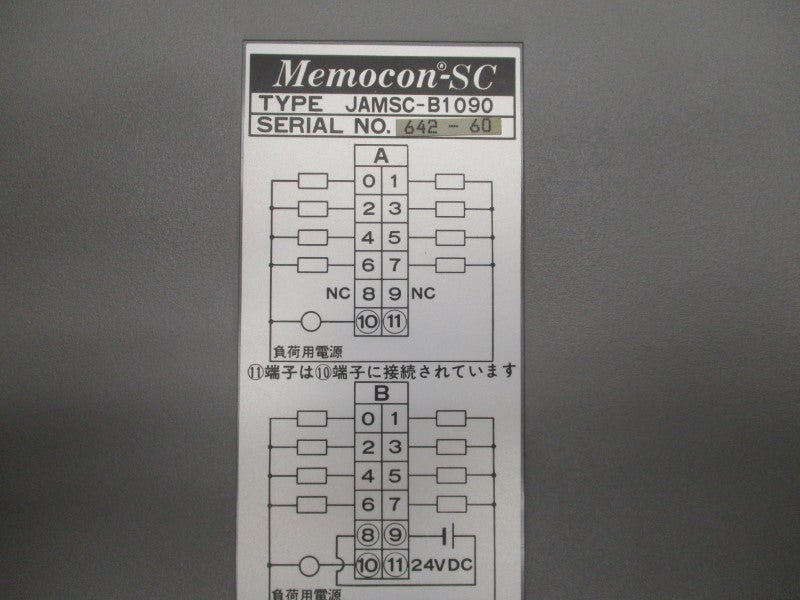 Memocon®-SC
TYPE JAMSC-B1090
SERIAL NO. 642-60
A
0 1
2 3
4 5
6 7
NC 8 9 NC
⑩ ⑪
負荷用電源
⑪端子は⑩端子に接続されています
B
0 1
2 3
4 5
6 7
⑧ ⑨
⑩ ⑪ 24VDC
負荷用電源